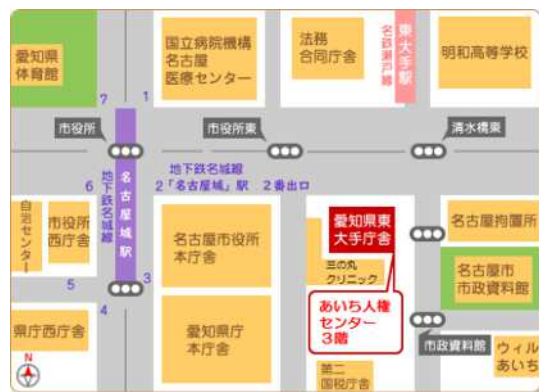 愛知県
体育館
国立病院機構
名古屋
医療センター
法務
合同庁舎
名鉄瀬戸線
東大手駅
明和高等学校
7
1
市役所
市役所東
清水橋東
地下鉄名城線
2「名古屋城」駅 2番出口
地下鉄名城線
名古屋城駅
6
自治センター
市役所
西庁舎
名古屋市役所
本庁舎
愛知県東
大手庁舎
三の丸
クリニック
名古屋拘置所
名古屋市
市政資料館
5
3
4
あいち人権
センター
3階
県庁西庁舎
愛知県庁
本庁舎
市政資料館
ウィル
あいち
第二
国税庁舎
N